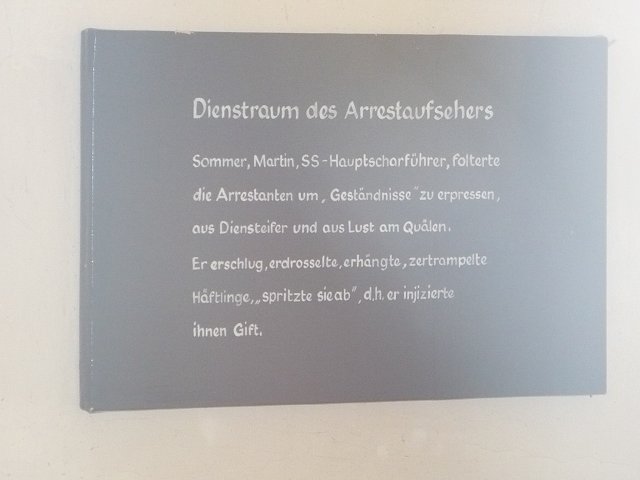 Dienstraum des Arrestaufsehers
Sommer, Martin, SS-Hauptscharführer, folterte
die Arrestanten um „Geständnisse" zu erpressen,
aus Diensteifer und aus Lust am Quälen.
Er erschlug, erdrosselte, erhängte, zertrampelte
Häftlinge, „spritzte sie ab", d.h. er injizierte
ihnen Gift.